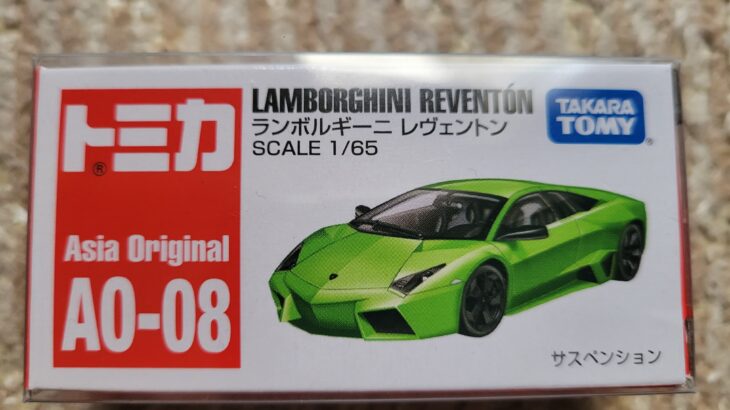 トミカ
®
Asia Original
AO-08
LAMBORGHINI REVENTÓN
ランボルギーニ レヴェントン
SCALE 1/65
TAKARA
TOMY
®
サスペンション